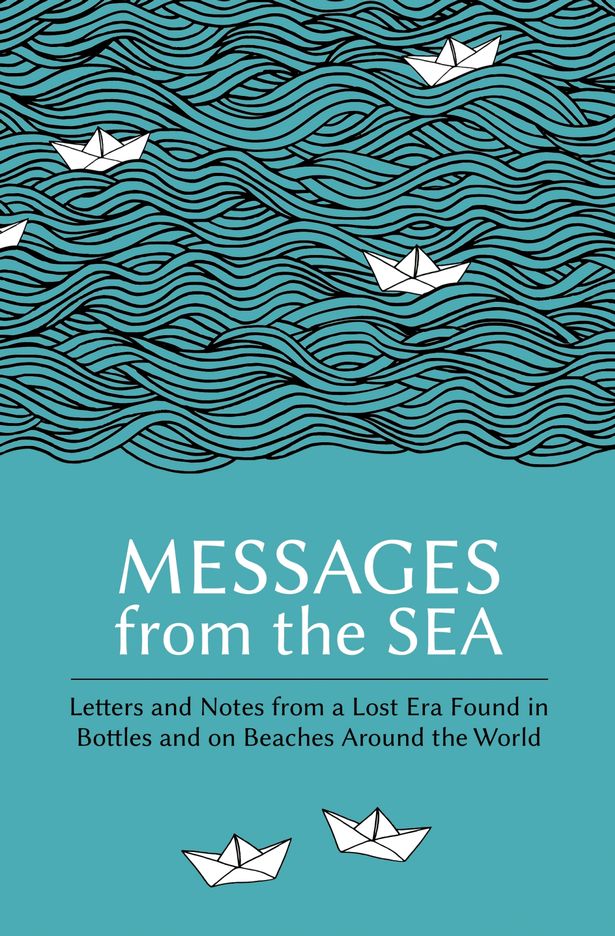 MESSAGES
from the SEA
Letters and Notes from a Lost Era Found in
Bottles and on Beaches Around the World